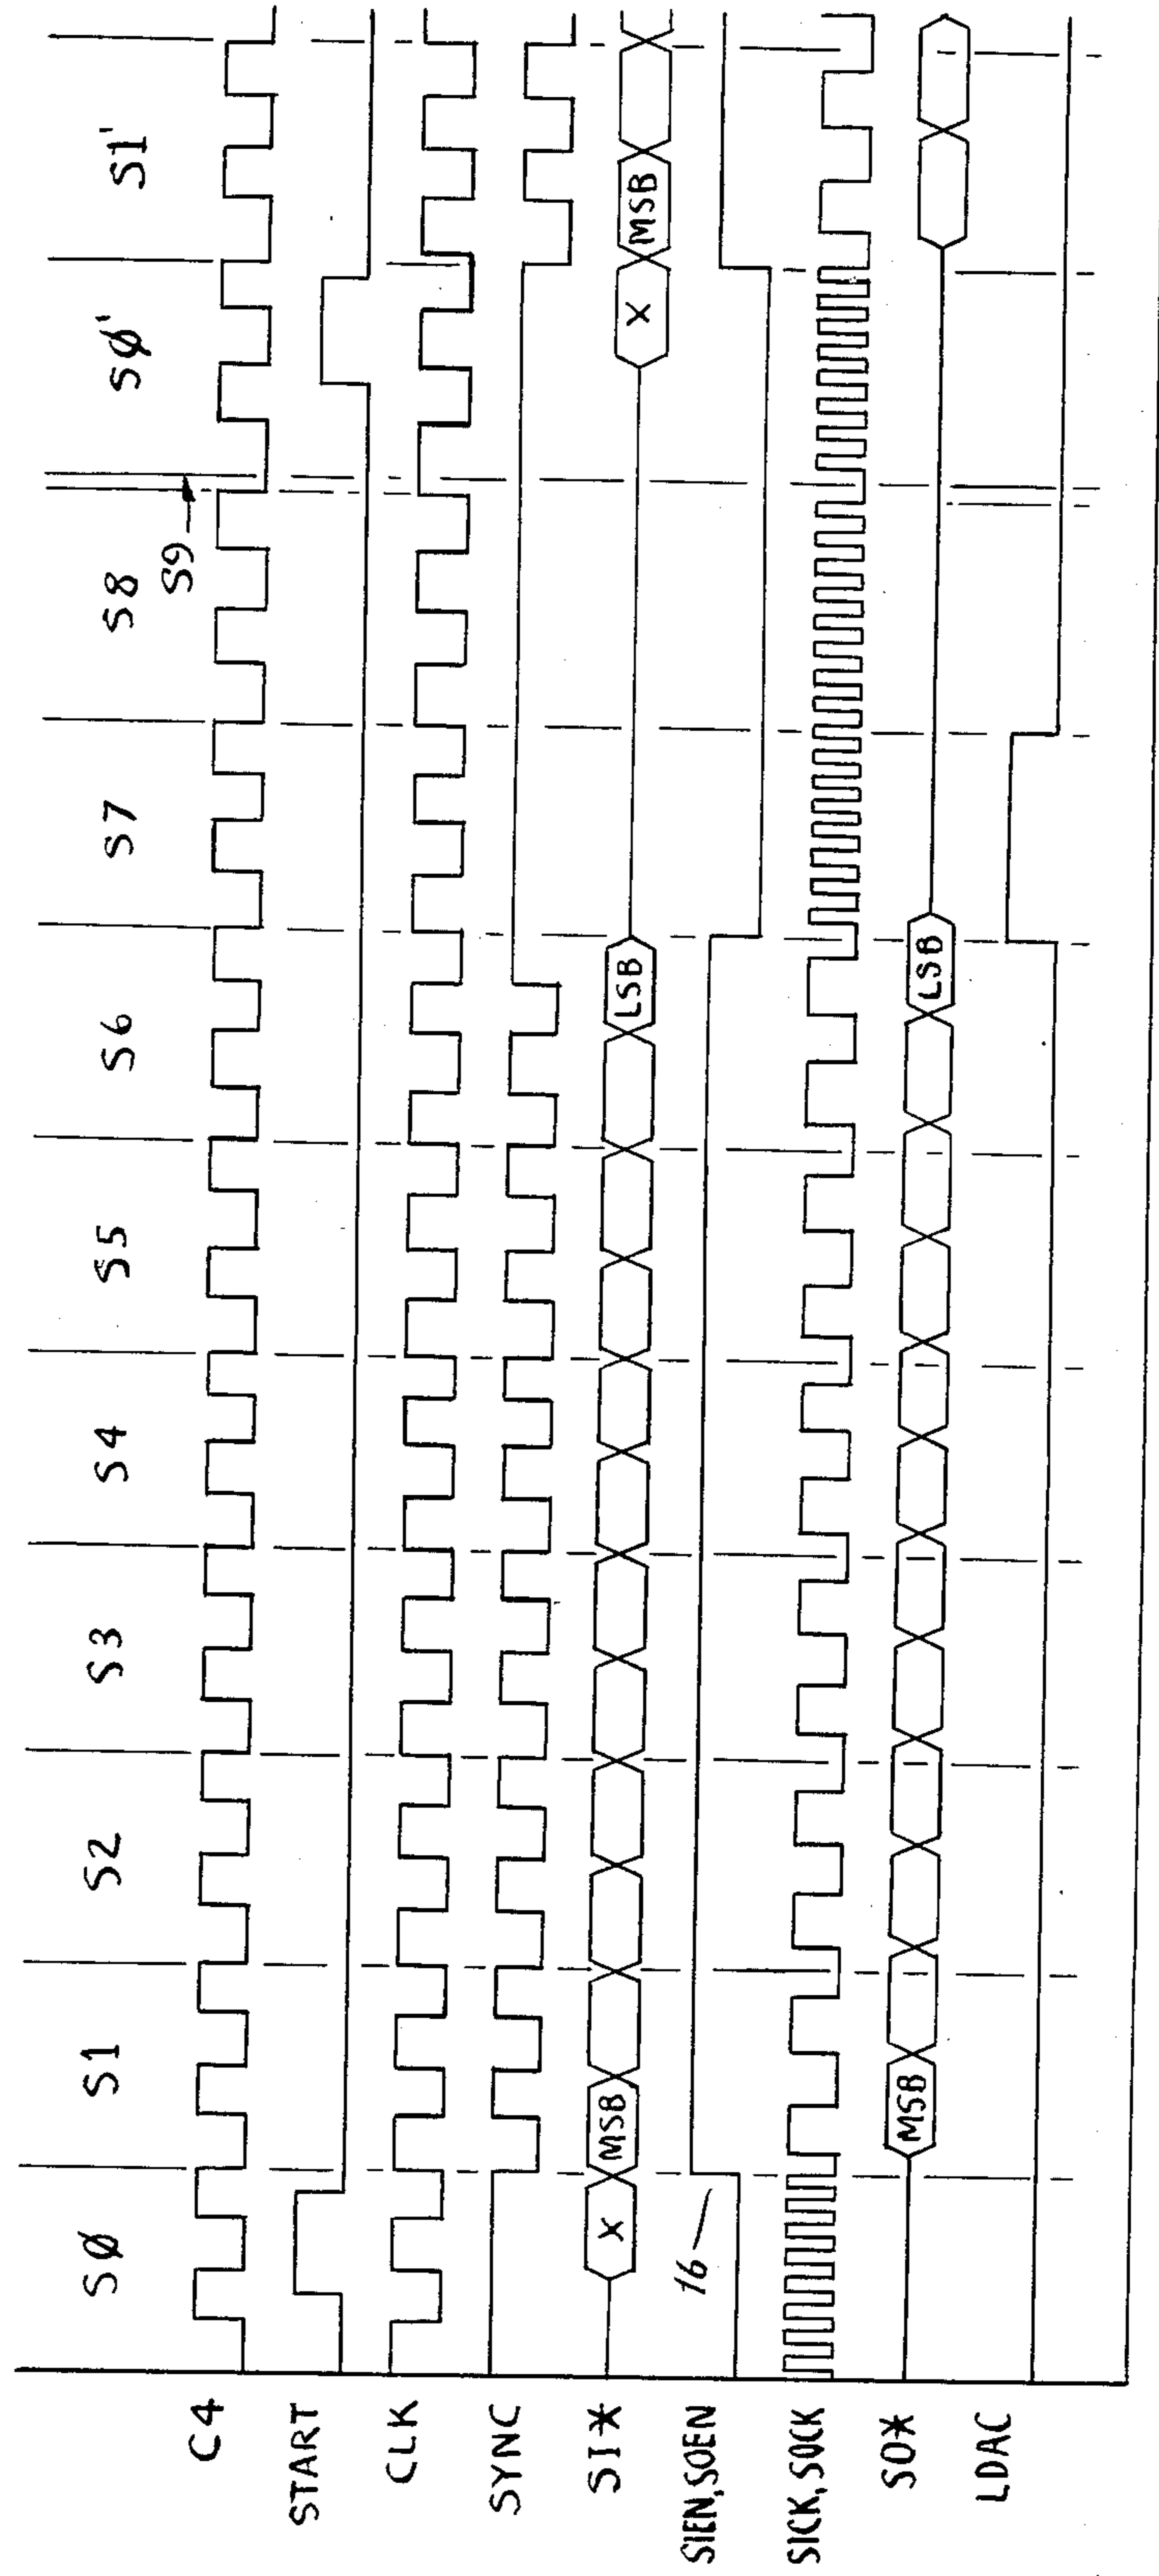 SØ S1 S2 S3 S4 S5 S6 S7 S8 SØ' S1'
S9
C4
START
CLK
SYNC
SI*
X MSB LSB X MSB
SIEN,SOEN
16
SICK,SOCK
SO*
MSB LSB
LDAC